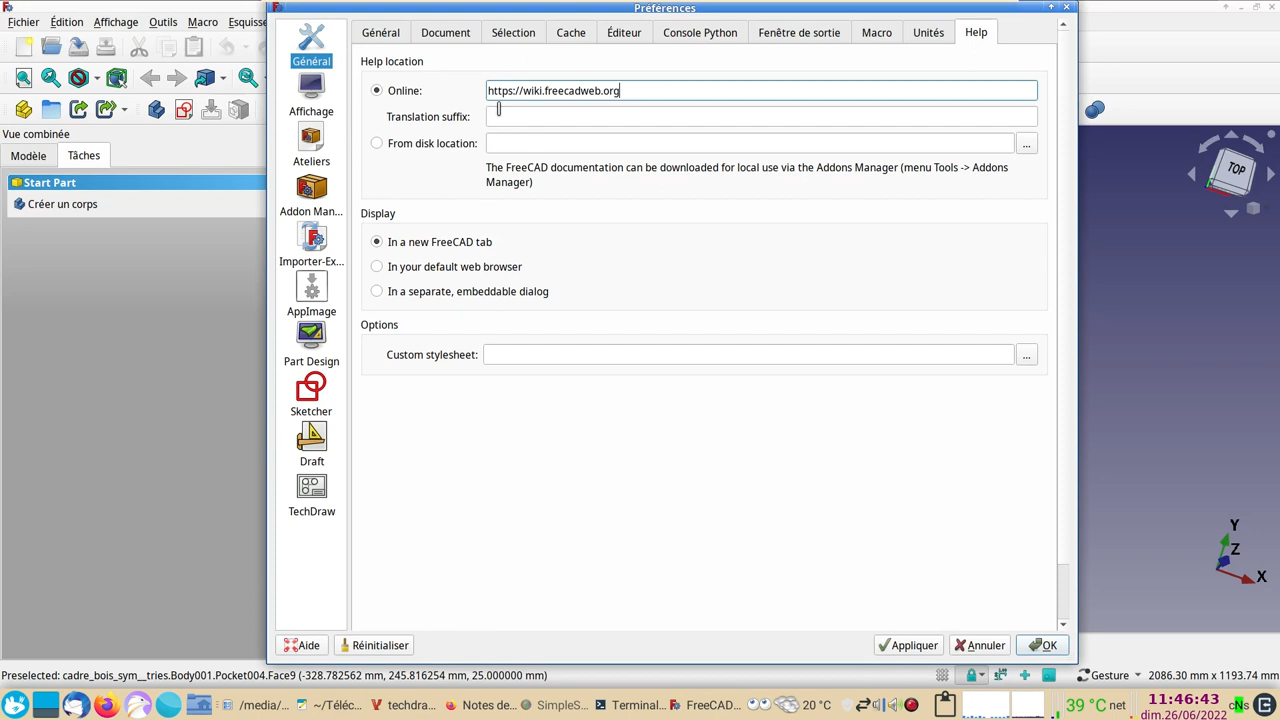 Préférences
Fichier Édition Affichage Outils Macro Esquisse
Général Document Sélection Cache Éditeur Console Python Fenêtre de sortie Macro Unités Help
Général
Affichage
Ateliers
Addon Man...
Importer-Ex...
AppImage
Part Design
Sketcher
Draft
TechDraw
Help location
Online: https://wiki.freecadweb.org
Translation suffix:
From disk location: ...
The FreeCAD documentation can be downloaded for local use via the Addons Manager (menu Tools -> Addons
Manager)
Display
In a new FreeCAD tab
In your default web browser
In a separate, embeddable dialog
Options
Custom stylesheet: ...
Aide Réinitialiser Appliquer Annuler OK
Vue combinée
Modèle Tâches
Start Part
Créer un corps
TOP
Y
Z
X
Preselected: cadre_bois_sym__tries.Body001.Pocket004.Face9 (-328.782562 mm,-245.816254 mm, 25.000000 mm)
Gesture 2086.30 mm x 1193.74 mm
/media/... ~/Téléc... techdra... Notes de... SimpleS... Terminal... FreeCAD... 20 °C 39 °C net
11:46:43
dim.26/06/2022
cNs